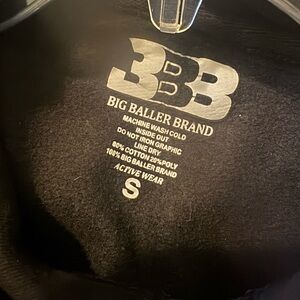 BBB
BIG BALLER BRAND
MACHINE WASH COLD
INSIDE OUT
DO NOT IRON GRAPHIC
LINE DRY
80% COTTON 20% POLY
100% BIG BALLER BRAND
ACTIVE WEAR
S